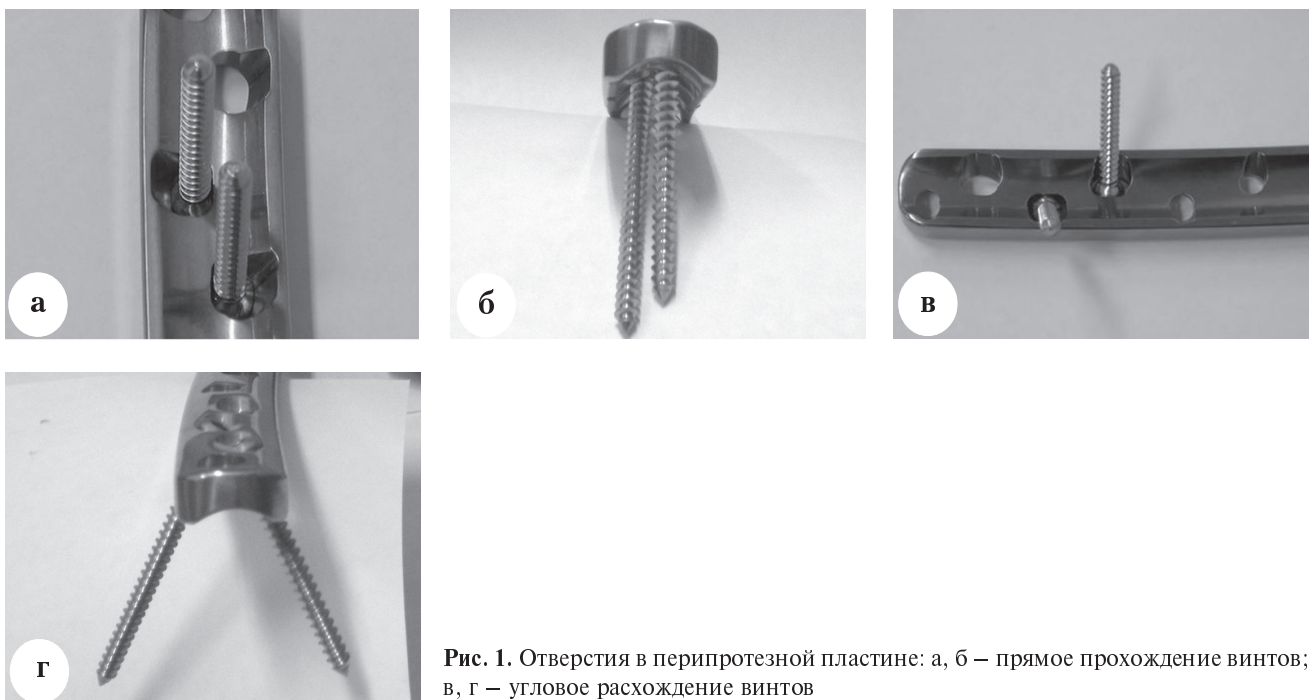 а
б
в
г
Рис. 1. Отверстия в перипротезной пластине: а, б – прямое прохождение винтов;
в, г – угловое расхождение винтов